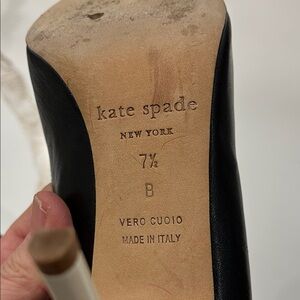 kate spade
NEW YORK
7½
B
VERO CUOIO
MADE IN ITALY